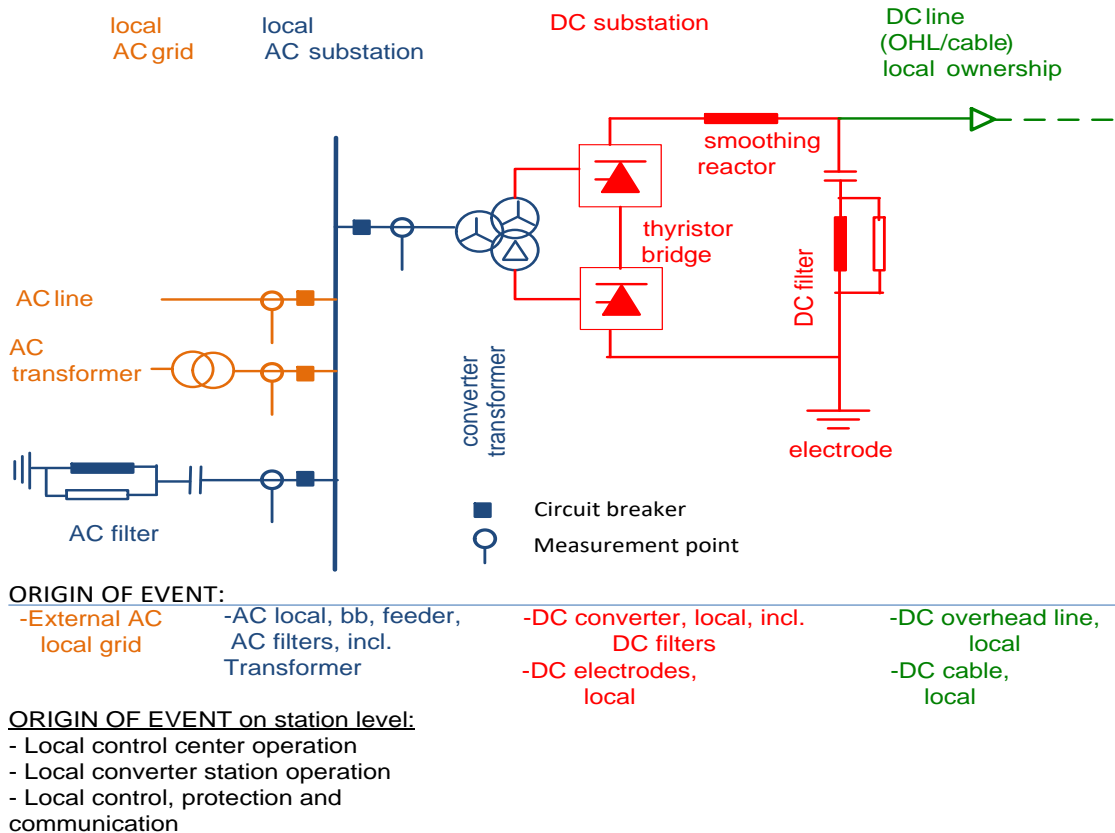 local
AC grid
local
AC substation
DC substation
DC line
(OHL/cable)
local ownership
smoothing
reactor
thyristor
bridge
DC filter
AC line
AC
transformer
converter
transformer
electrode
AC filter
Circuit breaker
Measurement point
ORIGIN OF EVENT:
-External AC
local grid
-AC local, bb, feeder,
AC filters, incl.
Transformer
-DC converter, local, incl.
DC filters
-DC electrodes,
local
-DC overhead line,
local
-DC cable,
local
ORIGIN OF EVENT on station level:
- Local control center operation
- Local converter station operation
- Local control, protection and
communication